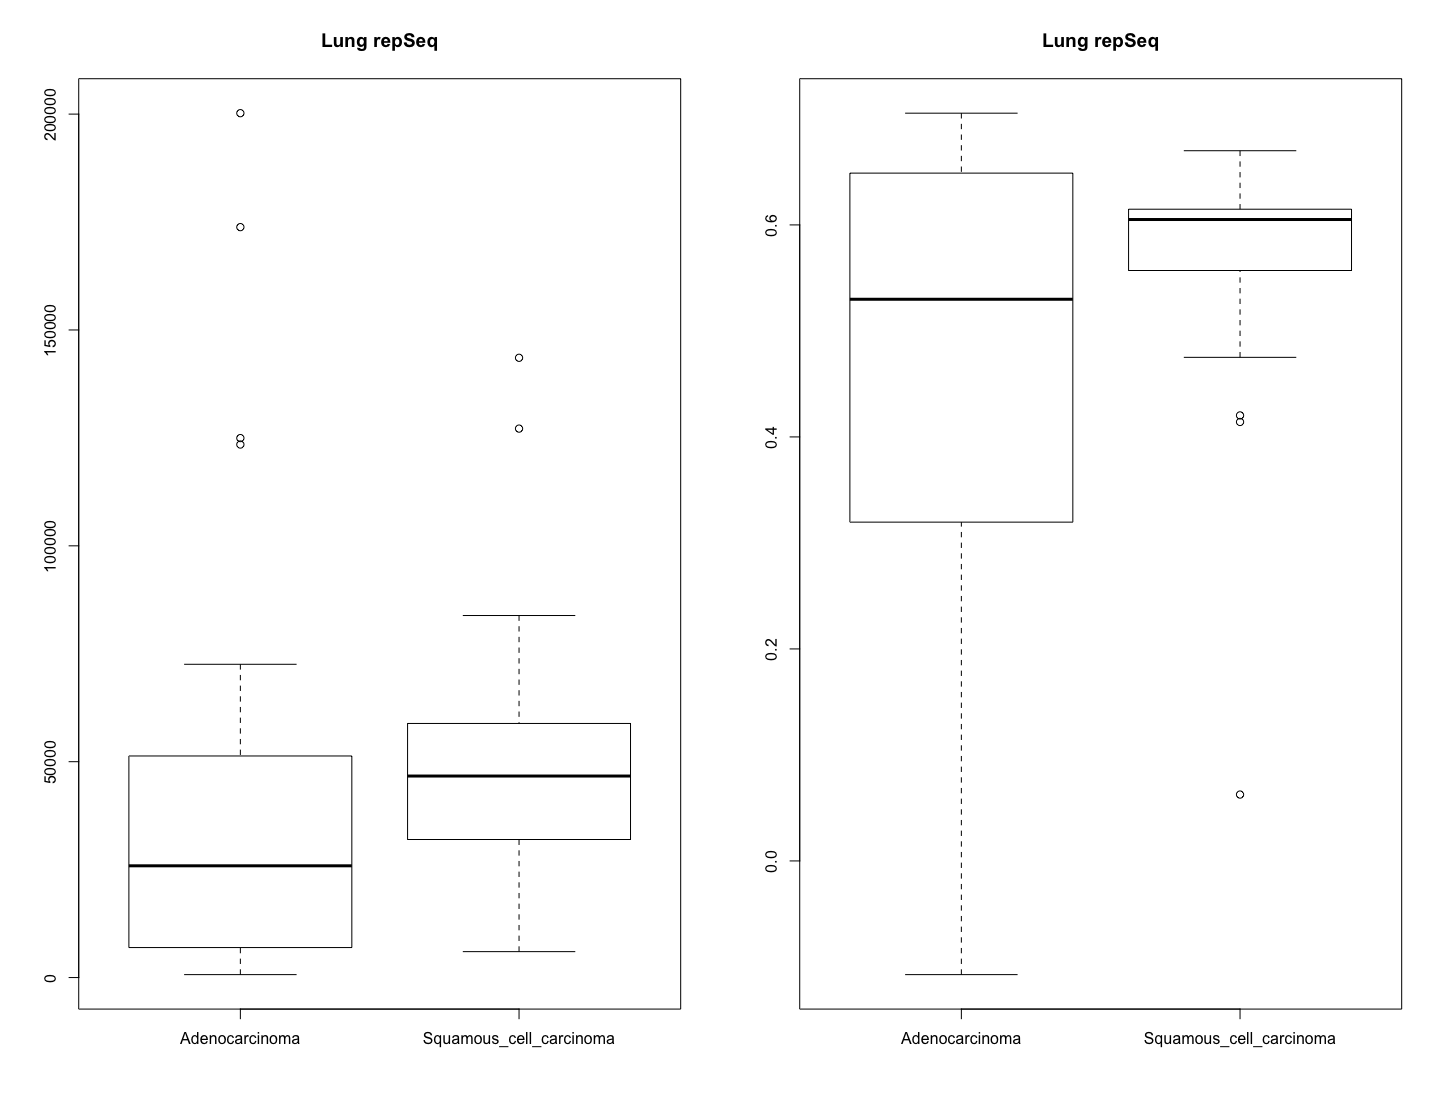 Lung repSeq
200000
150000
100000
50000
0
Adenocarcinoma
Squamous_cell_carcinoma
Lung repSeq
0.6
0.4
0.2
0.0
Adenocarcinoma
Squamous_cell_carcinoma